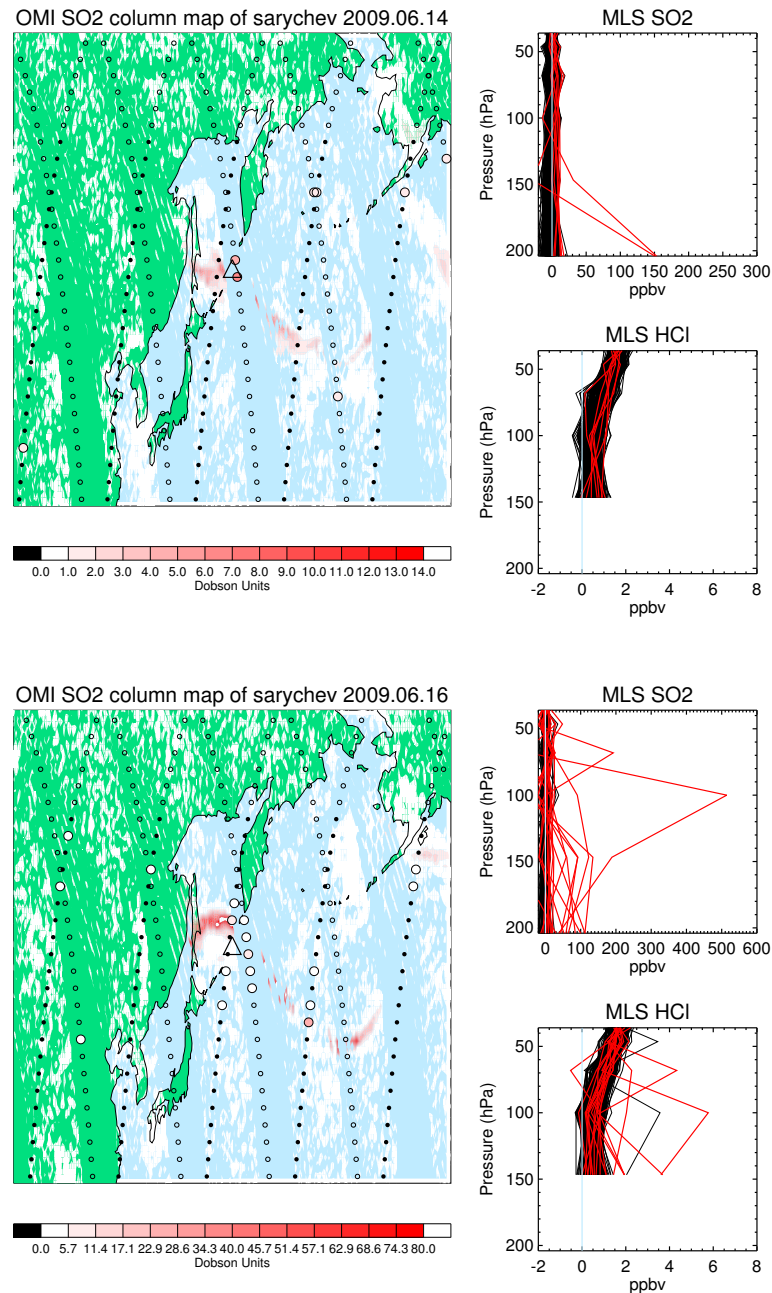 OMI SO2 column map of sarychev 2009.06.14
0.0 1.0 2.0 3.0 4.0 5.0 6.0 7.0 8.0 9.0 10.0 11.0 12.0 13.0 14.0
Dobson Units
MLS SO2
Pressure (hPa)
50
100
150
200
0 50 100 150 200 250 300
ppbv
MLS HCl
Pressure (hPa)
50
100
150
200
-2 0 2 4 6 8
ppbv
OMI SO2 column map of sarychev 2009.06.16
0.0 5.7 11.4 17.1 22.9 28.6 34.3 40.0 45.7 51.4 57.1 62.9 68.6 74.3 80.0
Dobson Units
MLS SO2
Pressure (hPa)
50
100
150
200
0 100 200 300 400 500 600
ppbv
MLS HCl
Pressure (hPa)
50
100
150
200
-2 0 2 4 6 8
ppbv